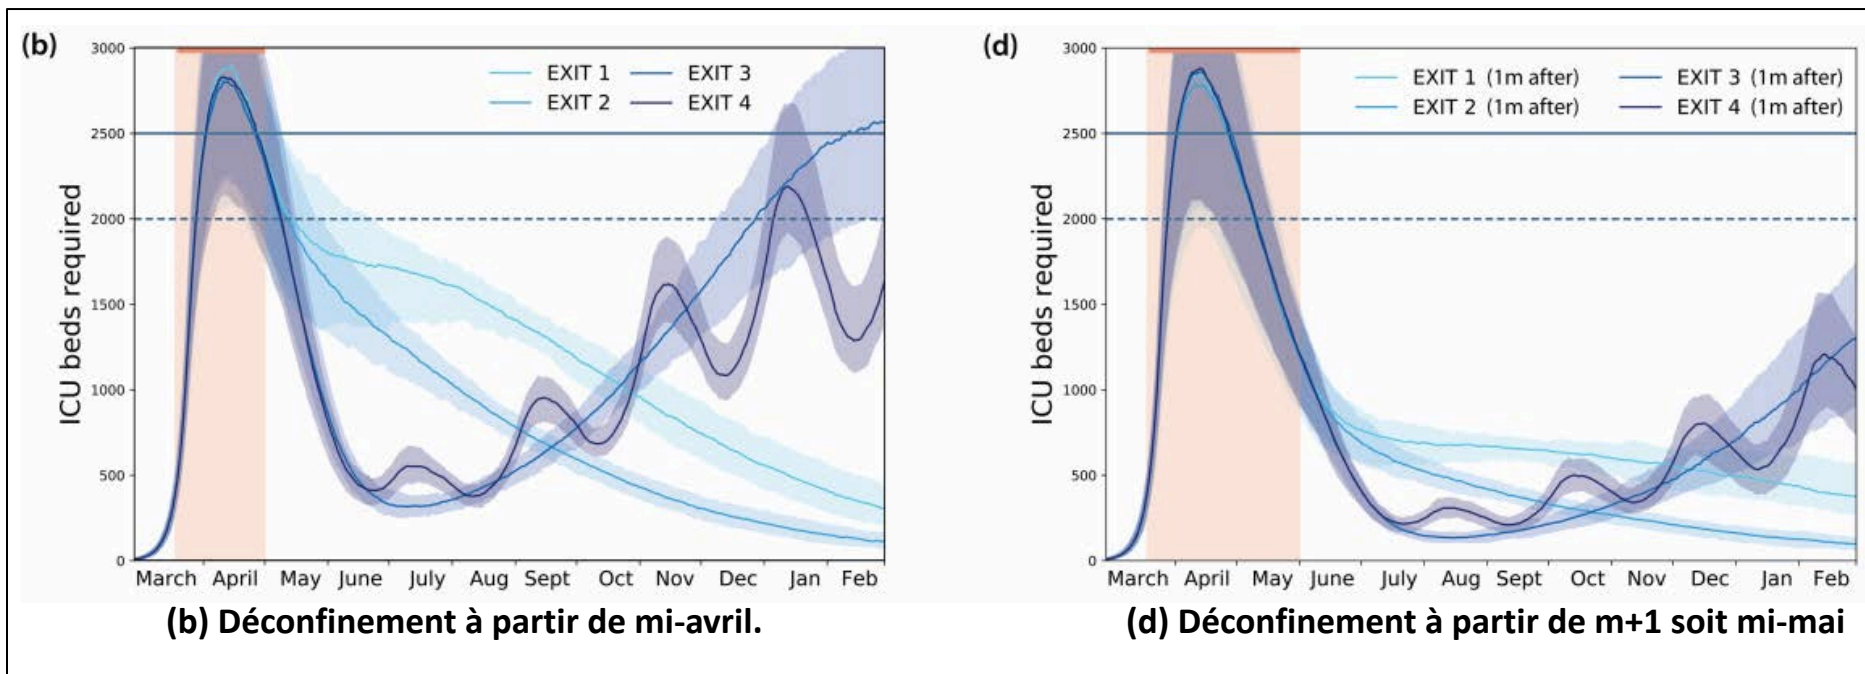 (b)
3000
2500
2000
1500
1000
500
0
ICU beds required
EXIT 1
EXIT 2
EXIT 3
EXIT 4
March April May June July Aug Sept Oct Nov Dec Jan Feb
(b) Déconfinement à partir de mi-avril.
(d)
3000
2500
2000
1500
1000
500
0
ICU beds required
EXIT 1 (1m after)
EXIT 2 (1m after)
EXIT 3 (1m after)
EXIT 4 (1m after)
March April May June July Aug Sept Oct Nov Dec Jan Feb
(d) Déconfinement à partir de m+1 soit mi-mai